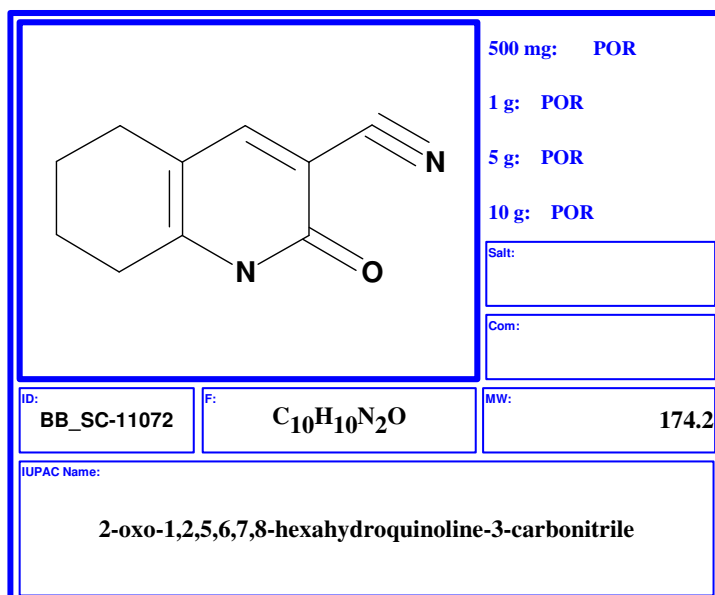 500 mg: POR
1 g: POR
5 g: POR
10 g: POR
N
N
O
Salt:
Com:
ID:
BB_SC-11072
F:
C10H10N2O
MW:
174.2
IUPAC Name:
2-oxo-1,2,5,6,7,8-hexahydroquinoline-3-carbonitrile